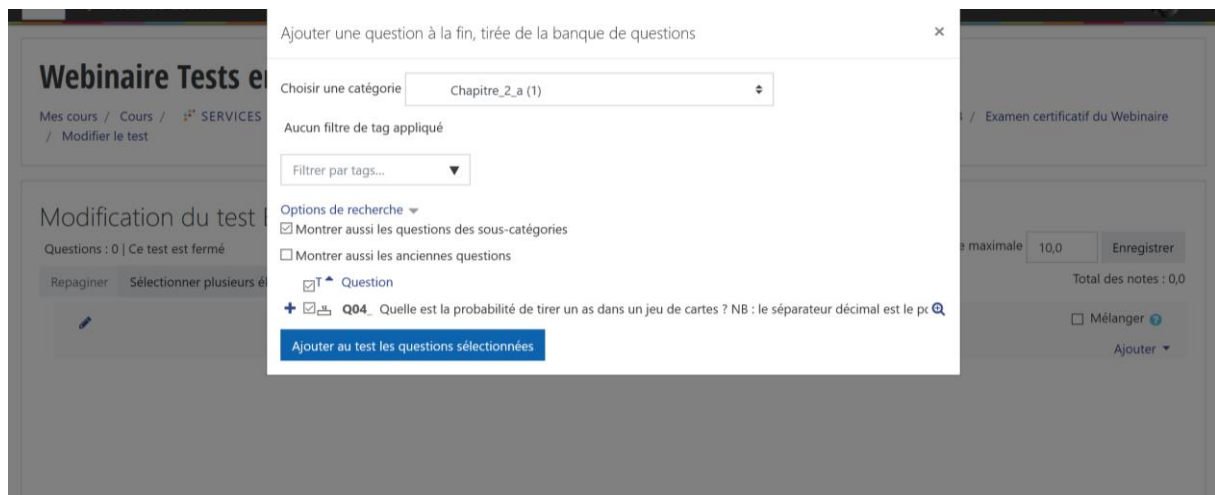 Ajouter une question à la fin, tirée de la banque de questions ×
Webinaire Tests e
Choisir une catégorie Chapitre_2_a (1)
Mes cours / Cours / SERVICES / Examen certificatif du Webinaire
/ Modifier le test
Aucun filtre de tag appliqué
Filtrer par tags... ▼
Modification du test
Options de recherche
Montrer aussi les questions des sous-catégories
Questions : 0 | Ce test est fermé maximale 10,0 Enregistrer
Montrer aussi les anciennes questions
Repaginer Sélectionner plusieurs él Total des notes : 0,0
T Question
Q04_ Quelle est la probabilité de tirer un as dans un jeu de cartes ? NB : le séparateur décimal est le
Mélanger
Ajouter au test les questions sélectionnées
Ajouter